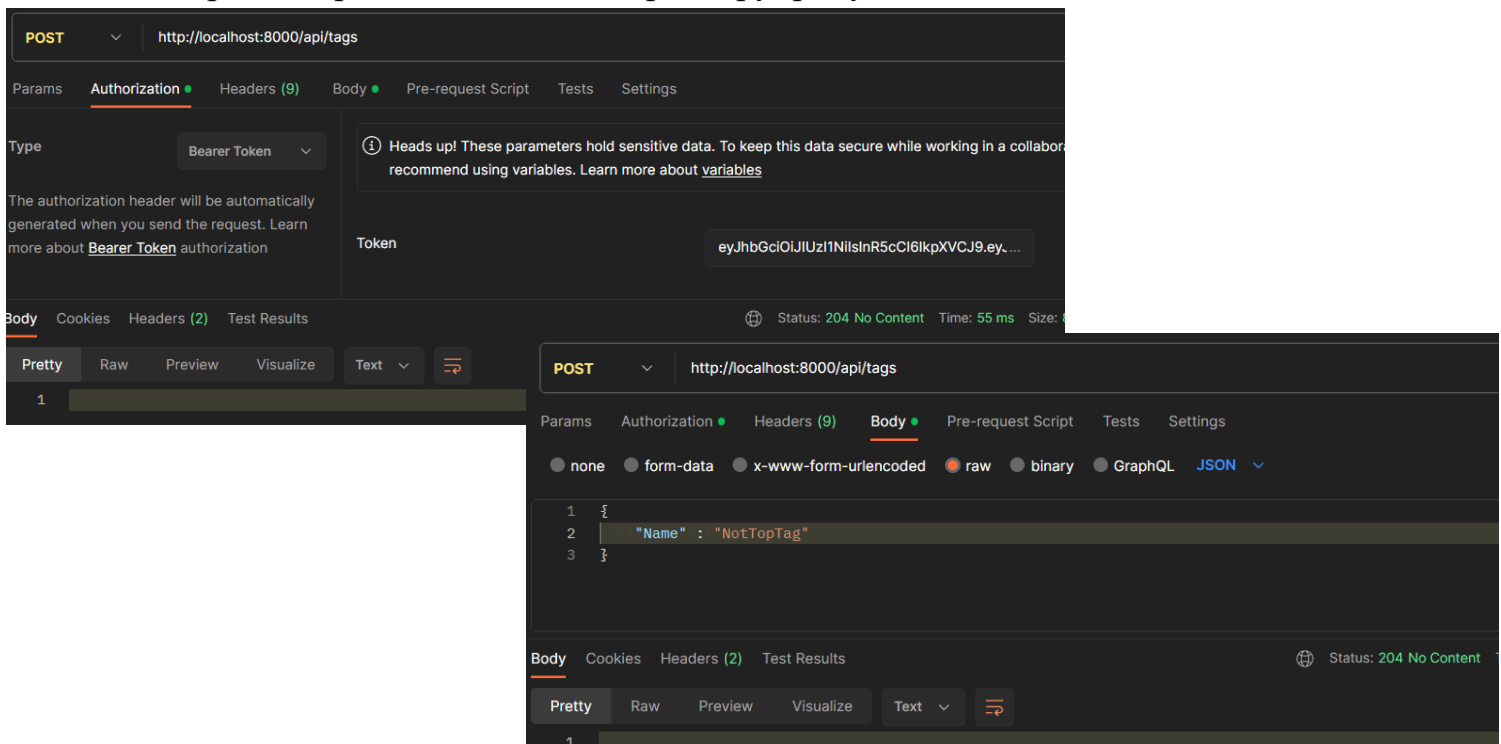 POST http://localhost:8000/api/tags
Params Authorization Headers (9) Body Pre-request Script Tests Settings
Type Bearer Token
Heads up! These parameters hold sensitive data. To keep this data secure while working in a
recommend using variables. Learn more about variables
The authorization header will be automatically
generated when you send the request. Learn
more about Bearer Token authorization
Token eyJhbGciOiJIUzI1NiIsInR5cCI6IkpXVCJ9.ey...
Body Cookies Headers (2) Test Results Status: 204 No Content Time: 55 ms Size:
Pretty Raw Preview Visualize Text
1
POST http://localhost:8000/api/tags
Params Authorization Headers (9) Body Pre-request Script Tests Settings
none form-data x-www-form-urlencoded raw binary GraphQL JSON
1 {
2 "Name" : "NotTopTag"
3 }
Body Cookies Headers (2) Test Results Status: 204 No Content
Pretty Raw Preview Visualize Text
1